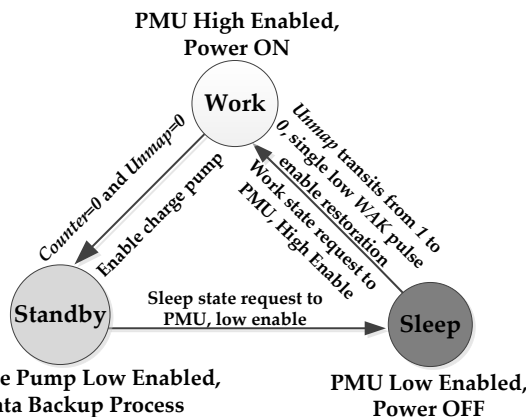 PMU High Enabled,
Power ON
Work
Counter=0 and Unmap=0
Enable charge pump
Unmap transits from 1 to
0, single low WAK pulse
enable restoration
Work state request to
PMU, High Enable
Standby
Sleep state request to
PMU, low enable
Sleep
Pump Low Enabled,
Backup Process
PMU Low Enabled,
Power OFF